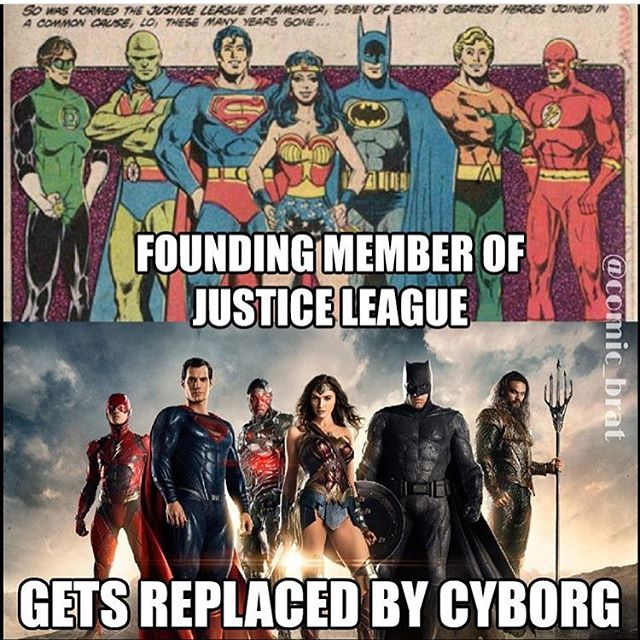 SO WAS FORMED THE JUSTICE LEAGUE OF AMERICA, SEVEN OF EARTH'S GREATEST HEROES JOINED IN
A COMMON CAUSE, LO, THESE MANY YEARS GONE...
FOUNDING MEMBER OF
JUSTICE LEAGUE
@comic_brat
GETS REPLACED BY CYBORG